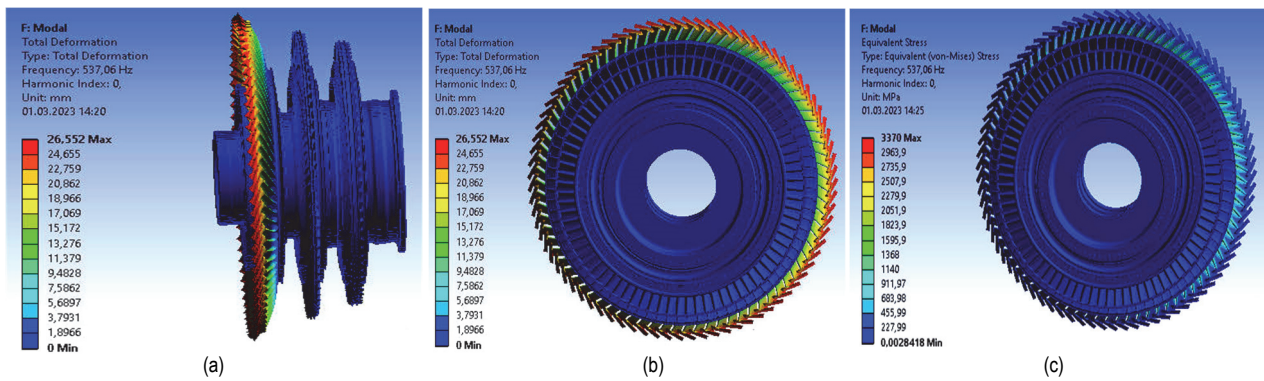 F: Modal
Total Deformation
Type: Total Deformation
Frequency: 537,06 Hz
Harmonic Index: 0,
Unit: mm
01.03.2023 14:20
26,552 Max
24,655
22,759
20,862
18,966
17,069
15,172
13,276
11,379
9,4828
7,5862
5,6897
3,7931
1,8966
0 Min
(a)
F: Modal
Total Deformation
Type: Total Deformation
Frequency: 537,06 Hz
Harmonic Index: 0,
Unit: mm
01.03.2023 14:20
26,552 Max
24,655
22,759
20,862
18,966
17,069
15,172
13,276
11,379
9,4828
7,5862
5,6897
3,7931
1,8966
0 Min
(b)
F: Modal
Equivalent Stress
Type: Equivalent (von-Mises) Stress
Frequency: 537,06 Hz
Harmonic Index: 0,
Unit: MPa
01.03.2023 14:25
3370 Max
2963,9
2735,9
2507,9
2279,9
2051,9
1823,9
1595,9
1368
1140
911,97
683,98
455,99
227,99
0,0028418 Min
(c)